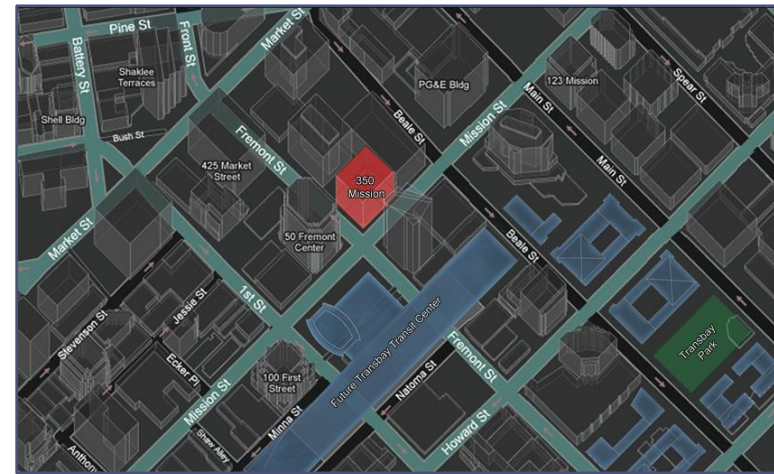 Pine St
Front St
Market St
Battery St
Shaklee
Terraces
PG&E Bldg
123 Mission
Spear St
Main St
Shell Bldg
Bush St
Beale St
Mission St
Fremont St
425 Market
Street
350
Mission
Main St
Market St
50 Fremont
Center
Beale St
1st St
Jessie St
Stevenson St
Future Transbay Transit Center
Transbay
Park
Ecker Pl
Fremont St
100 First
Street
Natoma St
Mission St
Minna St
Howard St
Shaw Alley
Anthony